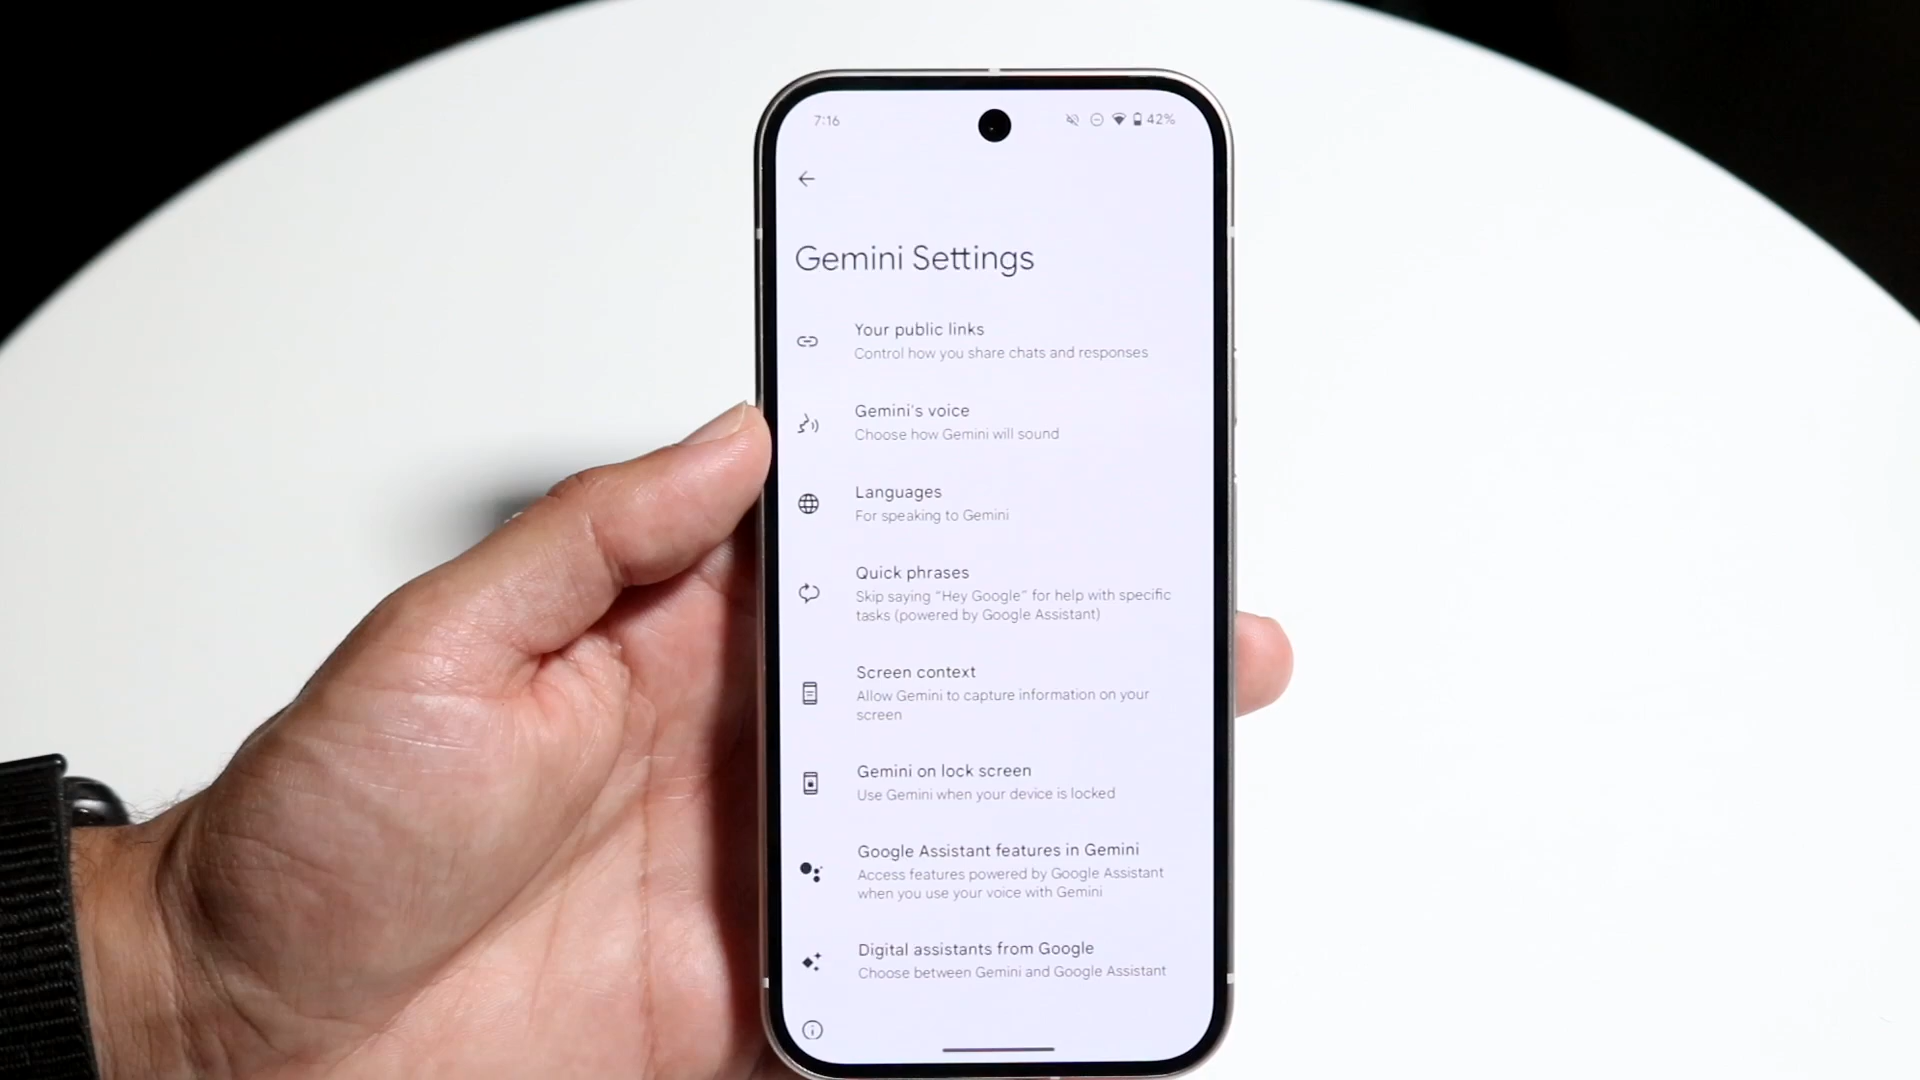 7:16
42%
Gemini Settings
Your public links
Control how you share chats and responses
Gemini's voice
Choose how Gemini will sound
Languages
For speaking to Gemini
Quick phrases
Skip saying "Hey Google" for help with specific
tasks (powered by Google Assistant)
Screen context
Allow Gemini to capture information on your
screen
Gemini on lock screen
Use Gemini when your device is locked
Google Assistant features in Gemini
Access features powered by Google Assistant
when you use your voice with Gemini
Digital assistants from Google
Choose between Gemini and Google Assistant